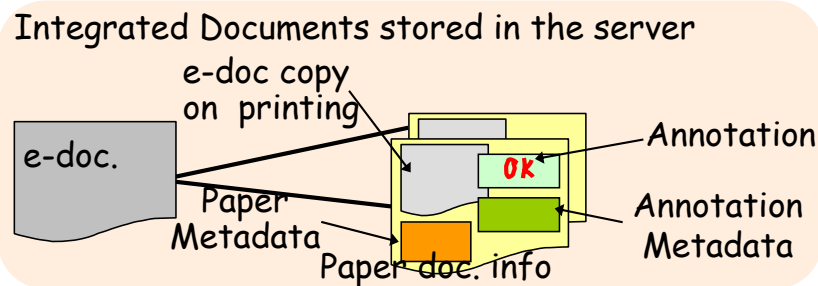 Integrated Documents stored in the server
e-doc copy
on printing
e-doc.
Annotation
OK
Paper
Metadata
Annotation
Metadata
Paper doc. info